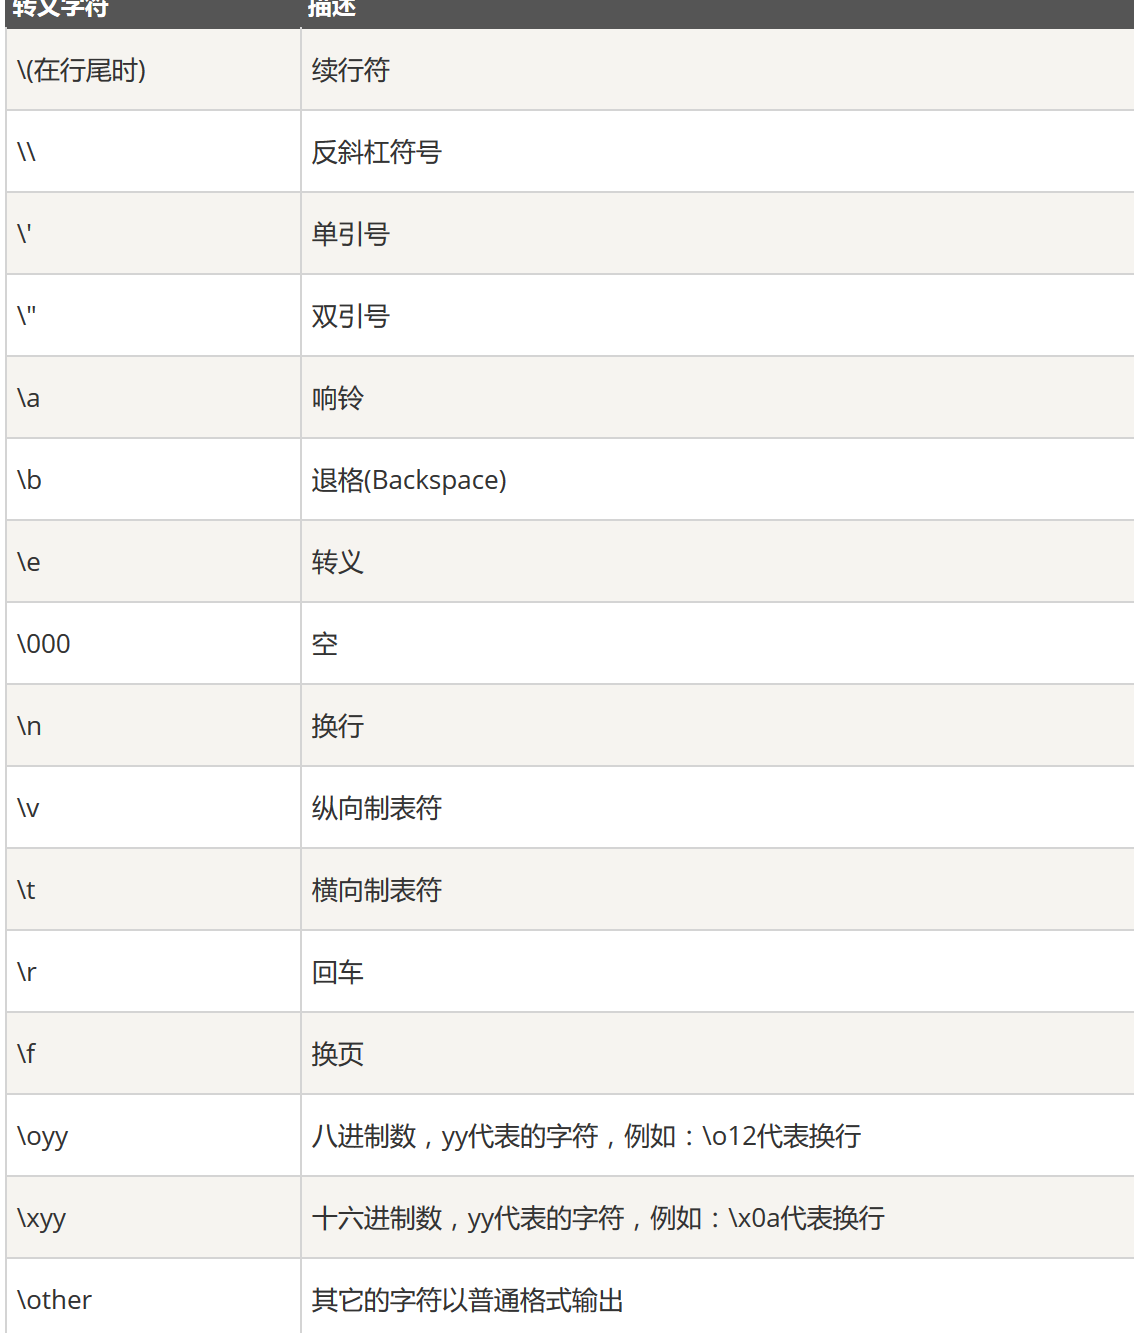 转义字符 描述
\(在行尾时) 续行符
\\ 反斜杠符号
\' 单引号
\" 双引号
\a 响铃
\b 退格(Backspace)
\e 转义
\000 空
\n 换行
\v 纵向制表符
\t 横向制表符
\r 回车
\f 换页
\oyy 八进制数，yy代表的字符，例如：\o12代表换行
\xyy 十六进制数，yy代表的字符，例如：\x0a代表换行
\other 其它的字符以普通格式输出